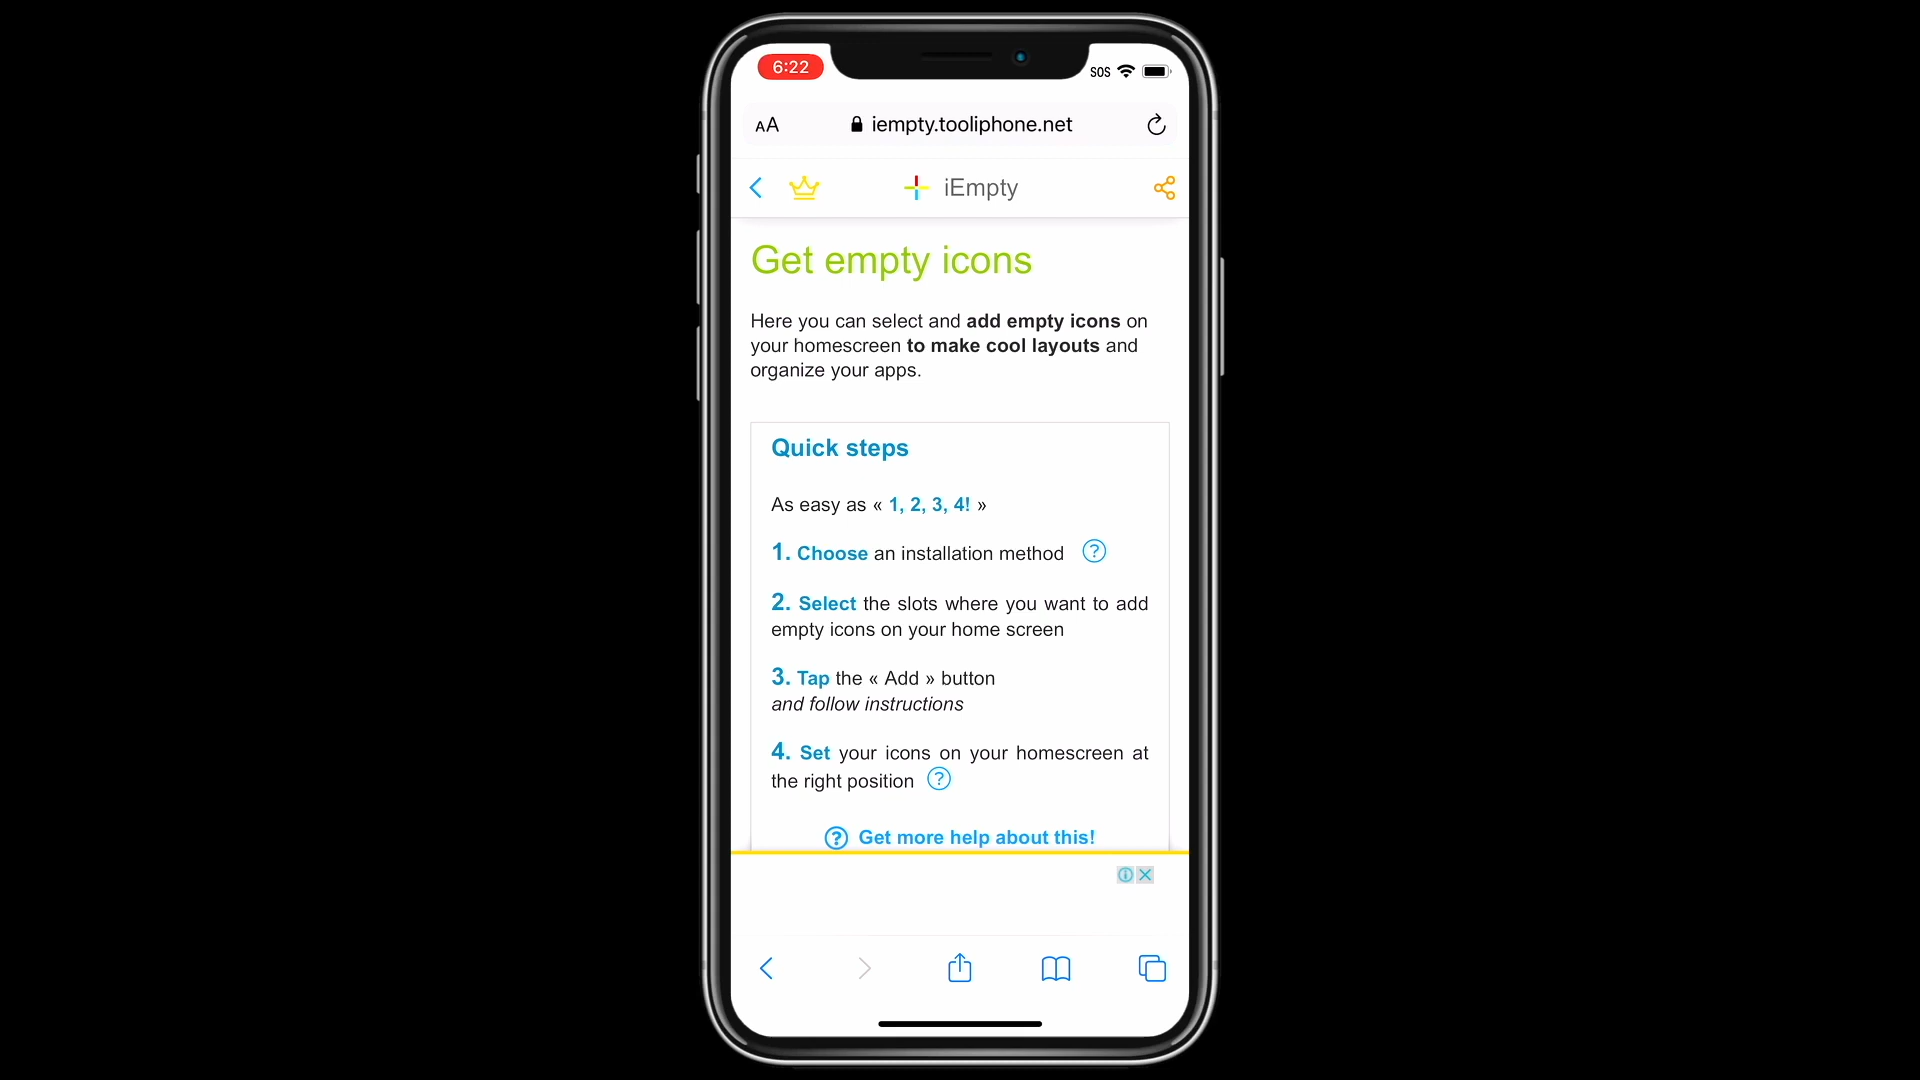 6:22
SOS
AA
iempty.tooliphone.net
iEmpty
Get empty icons
Here you can select and add empty icons on
your homescreen to make cool layouts and
organize your apps.
Quick steps
As easy as « 1, 2, 3, 4! »
1. Choose an installation method ?
2. Select the slots where you want to add
empty icons on your home screen
3. Tap the « Add » button
and follow instructions
4. Set your icons on your homescreen at
the right position ?
? Get more help about this!